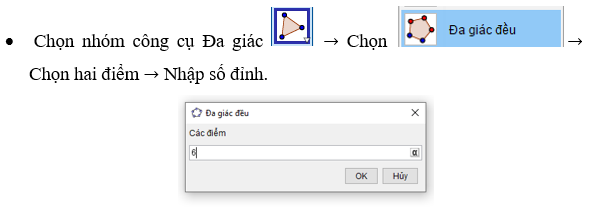 • Chọn nhóm công cụ Đa giác → Chọn Đa giác đều →
Chọn hai điểm → Nhập số đỉnh.
Đa giác đều
Các điểm
6 α
OK Hủy